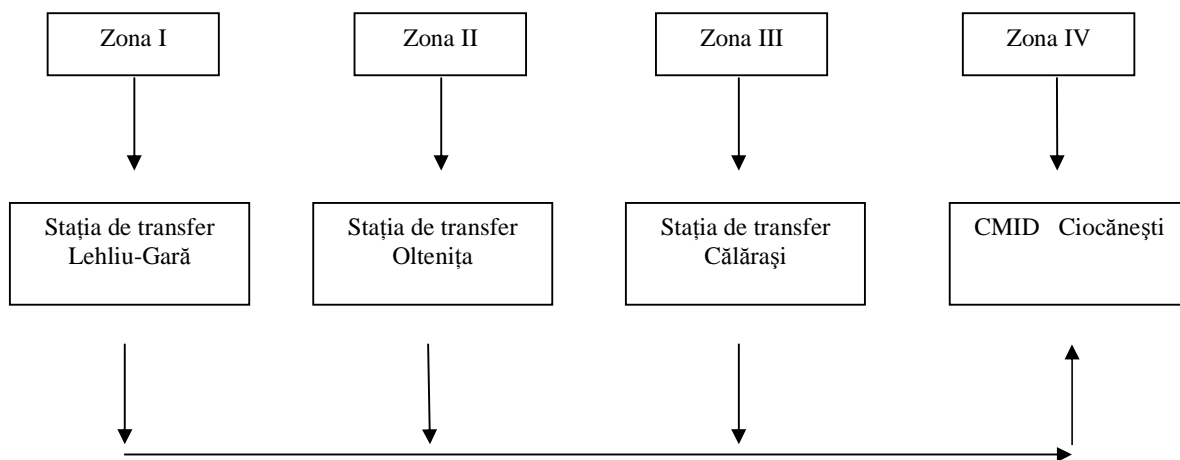 Zona I
Zona II
Zona III
Zona IV
Stația de transfer
Lehliu-Gară
Stația de transfer
Oltenița
Stația de transfer
Călărași
CMID Ciocănești